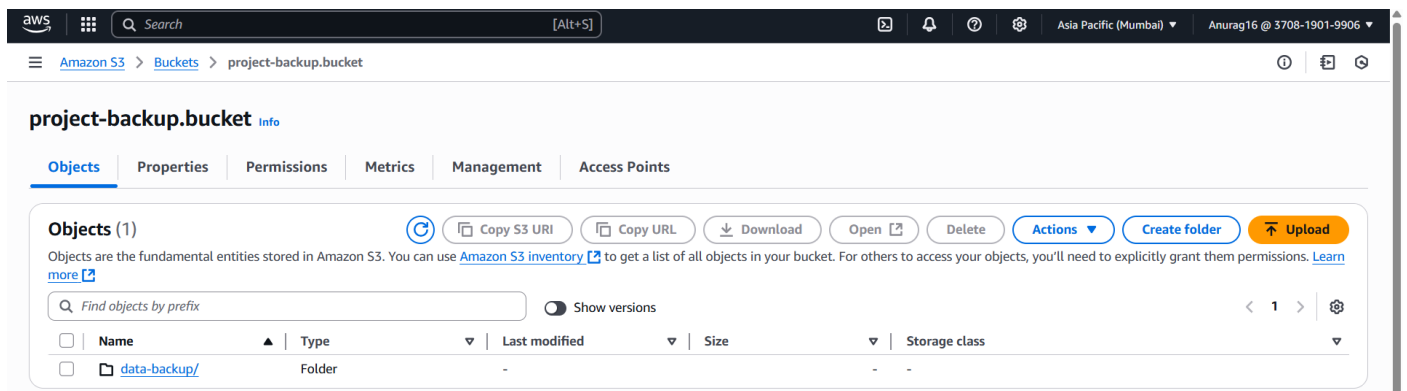 aws Search [Alt+S] Asia Pacific (Mumbai) Anurag16 @ 3708-1901-9906
Amazon S3 > Buckets > project-backup.bucket
project-backup.bucket Info
Objects Properties Permissions Metrics Management Access Points
Objects (1) Copy S3 URI Copy URL Download Open Delete Actions Create folder Upload
Objects are the fundamental entities stored in Amazon S3. You can use Amazon S3 inventory to get a list of all objects in your bucket. For others to access your objects, you'll need to explicitly grant them permissions. Learn
more
Find objects by prefix Show versions 1
Name Type Last modified Size Storage class
data-backup/ Folder - - -